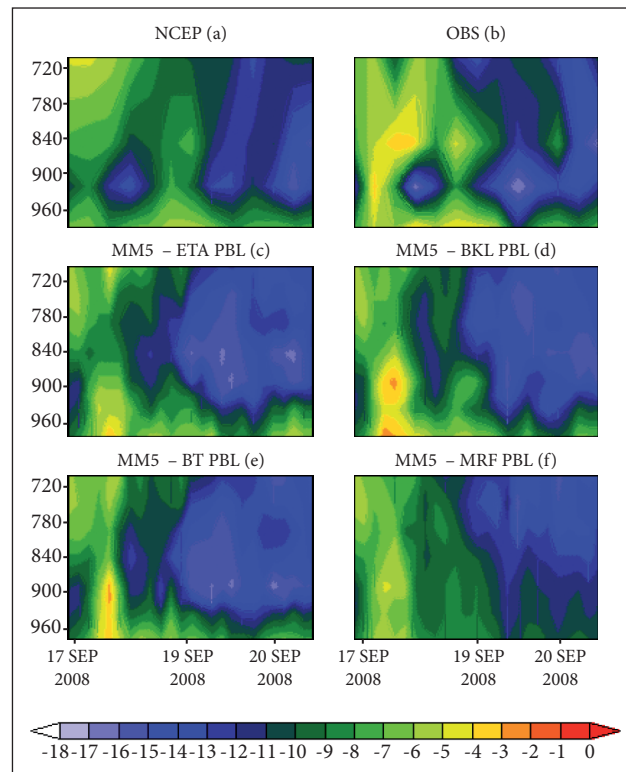 NCEP (a) OBS (b)
720
780
840
900
960
MM5 – ETA PBL (c) MM5 – BKL PBL (d)
720
780
840
900
960
MM5 – BT PBL (e) MM5 – MRF PBL (f)
720
780
840
900
960
17 SEP 19 SEP 20 SEP 17 SEP 19 SEP 20 SEP
2008 2008 2008 2008 2008 2008
-18 -17 -16 -15 -14 -13 -12 -11 -10 -9 -8 -7 -6 -5 -4 -3 -2 -1 0